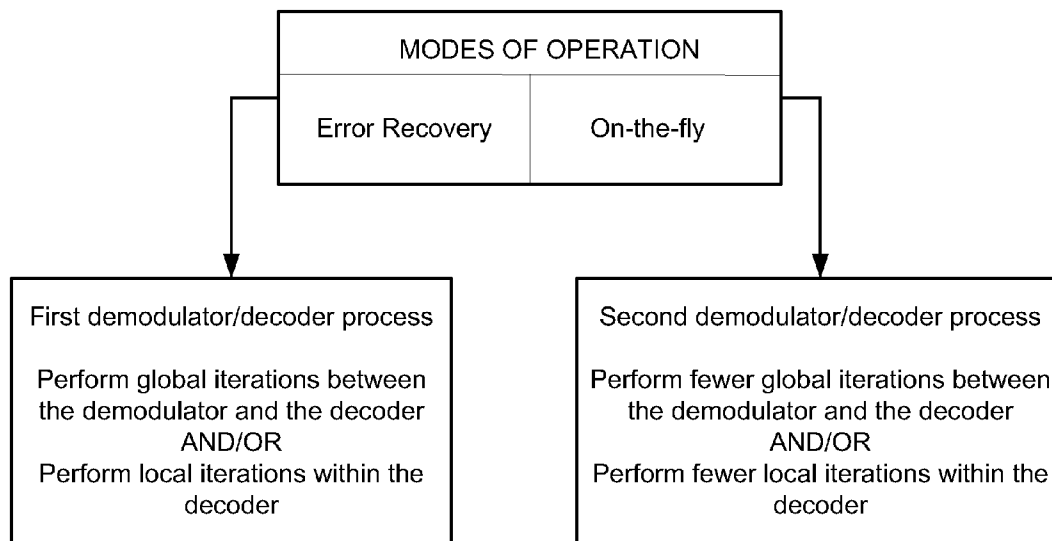 MODES OF OPERATION
Error Recovery
On-the-fly
First demodulator/decoder process
Perform global iterations between
the demodulator and the decoder
AND/OR
Perform local iterations within the
decoder
Second demodulator/decoder process
Perform fewer global iterations between
the demodulator and the decoder
AND/OR
Perform fewer local iterations within the
decoder